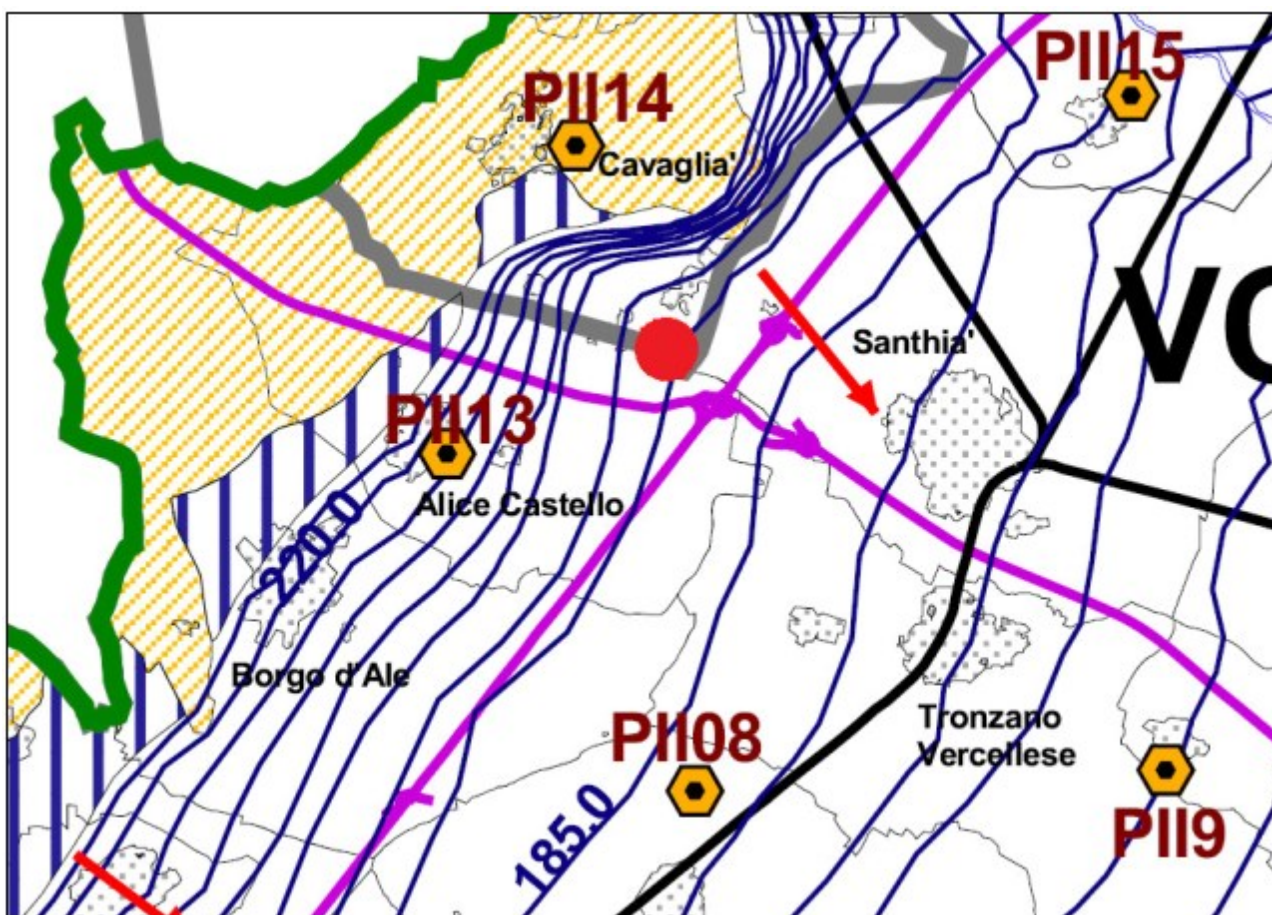 PII15
PII14
Cavaglia'
VC
Santhia'
PII13
Alice Castello
220.0
Borgo d'Ale
PII08
Tronzano
Vercellese
185.0
PII9